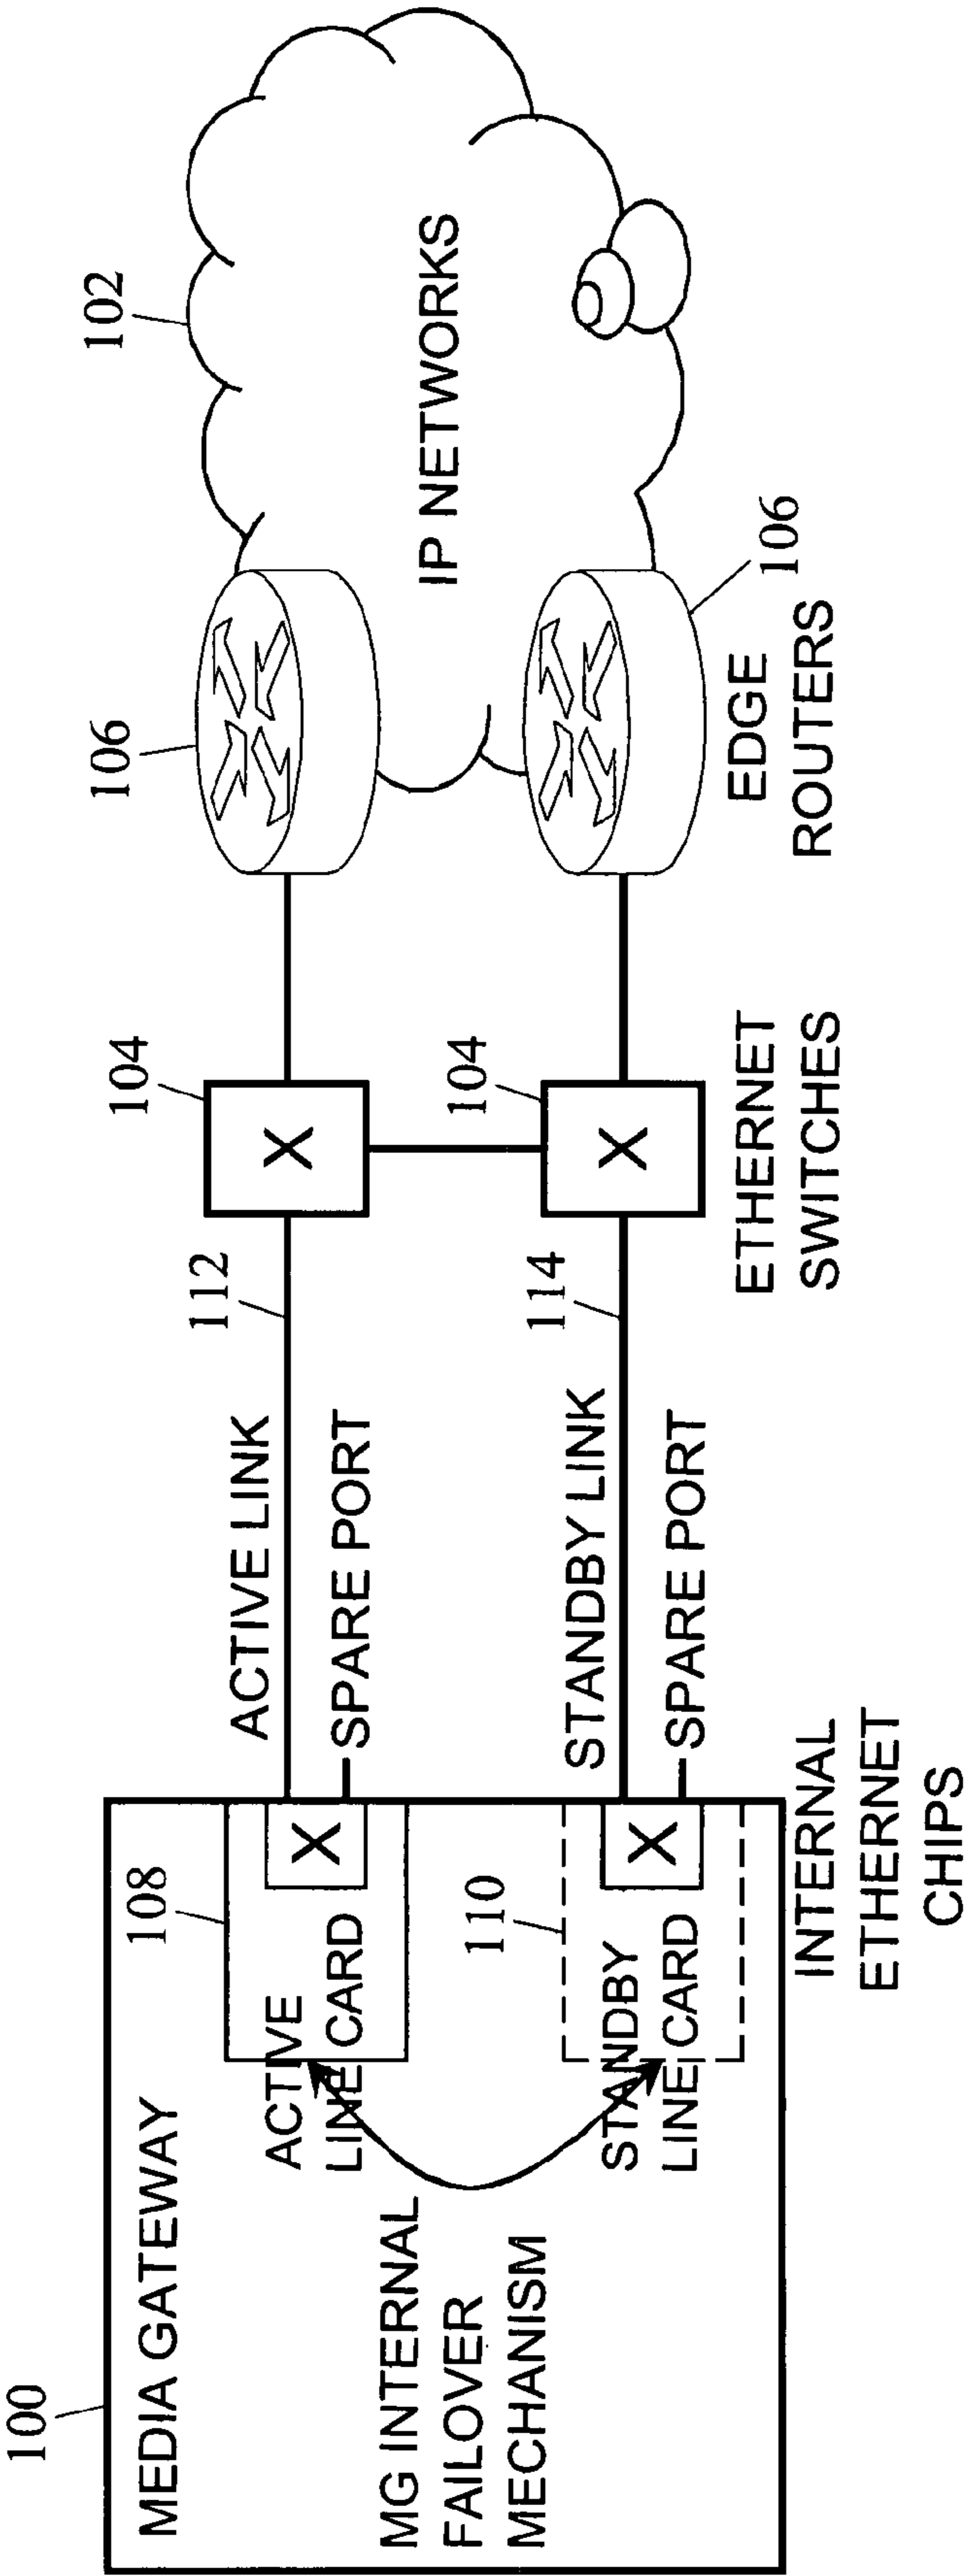 100
MEDIA GATEWAY
MG INTERNAL
FAILOVER
MECHANISM
108
ACTIVE
LINE CARD
X
110
STANDBY
LINE CARD
X
INTERNAL
ETHERNET
CHIPS
ACTIVE LINK
112
SPARE PORT
STANDBY LINK
114
SPARE PORT
104
X
104
X
ETHERNET
SWITCHES
106
106
EDGE
ROUTERS
102
IP NETWORKS